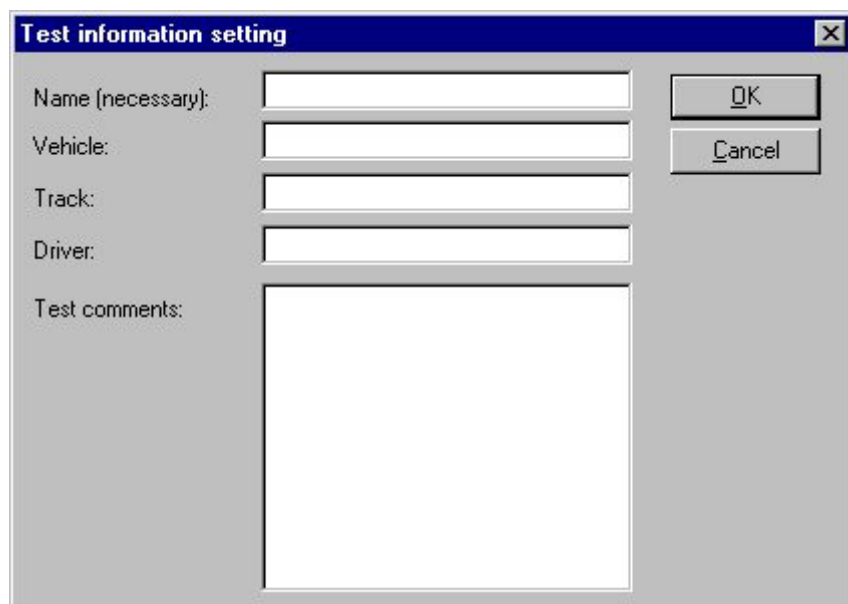 Test information setting
Name (necessary):
OK
Vehicle:
Cancel
Track:
Driver:
Test comments: